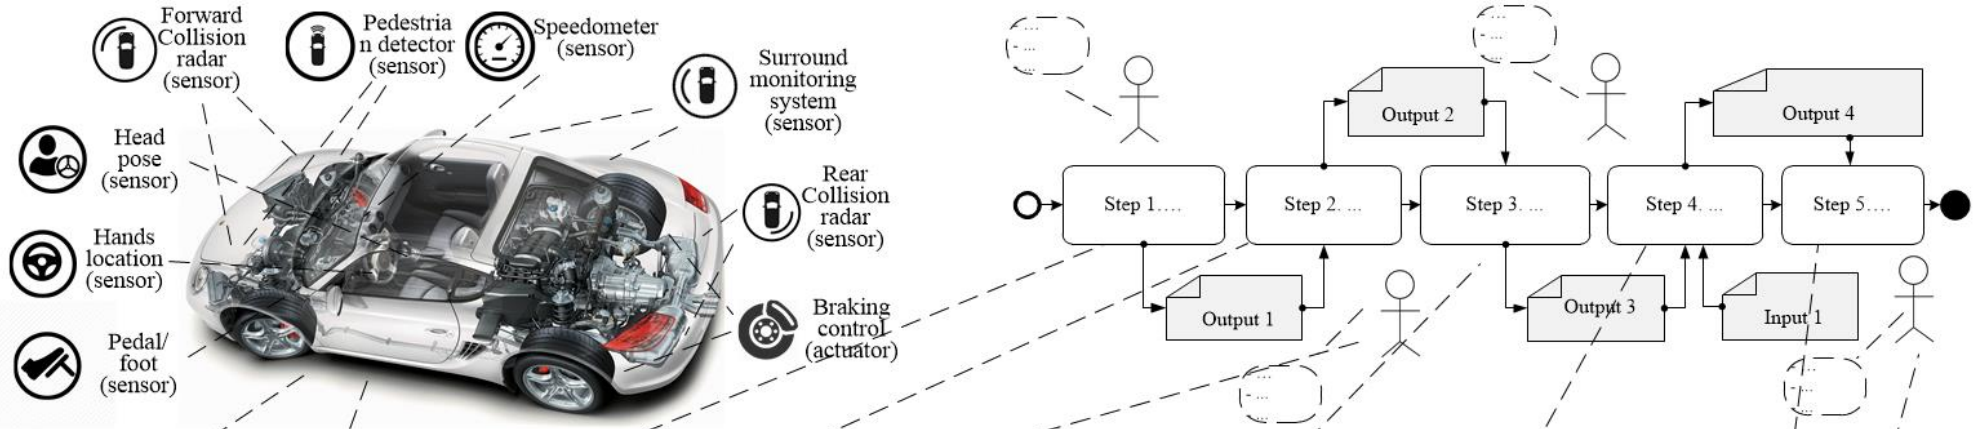 Forward
Collision
radar
(sensor)
Pedestria
n detector
(sensor)
Speedometer
(sensor)
Surround
monitoring
system
(sensor)
Head
pose
(sensor)
Rear
Collision
radar
(sensor)
Hands
location
(sensor)
Braking
control
(actuator)
Pedal/
foot
(sensor)
- ...
- ...
...
- ...
- ...
...
Output 2
Output 4
Step 1….
Step 2. ...
Step 3. ...
Step 4. ...
Step 5….
Output 1
Output 3
Input 1
...
- ...
...
...
- ...
...